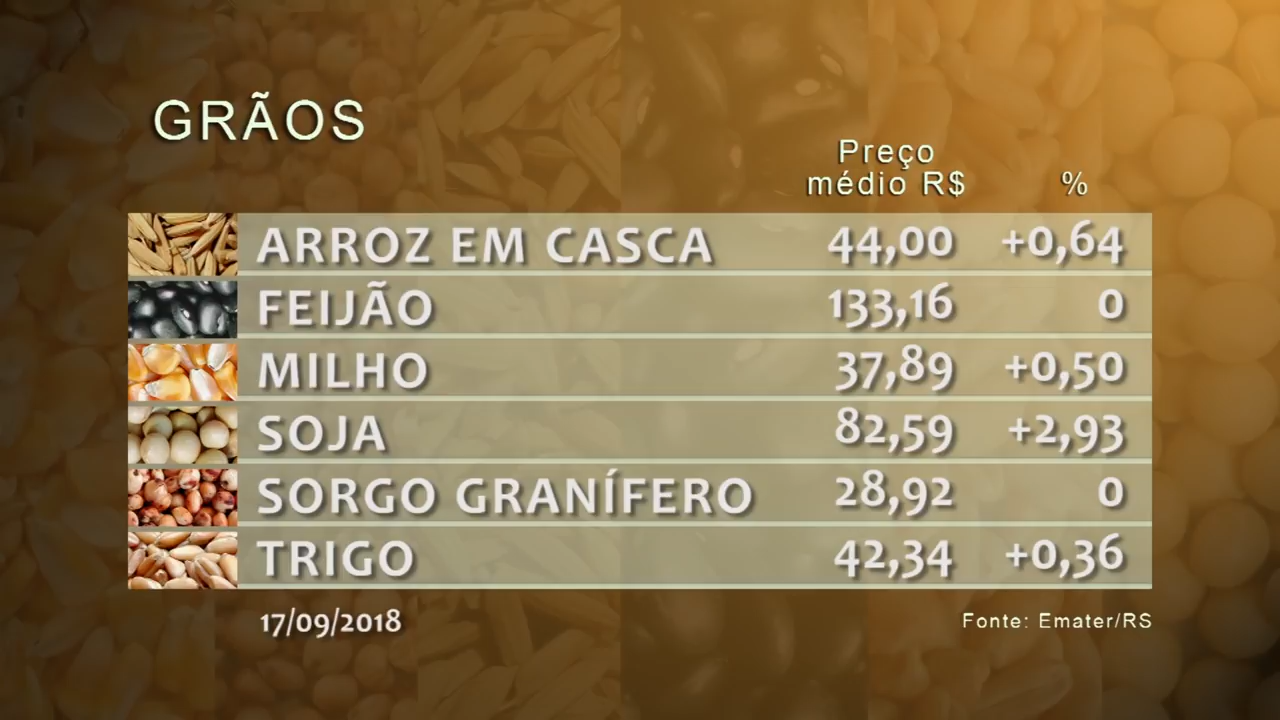 GRÃOS
Preço
médio R$ %
ARROZ EM CASCA 44,00 +0,64
FEIJÃO 133,16 0
MILHO 37,89 +0,50
SOJA 82,59 +2,93
SORGO GRANÍFERO 28,92 0
TRIGO 42,34 +0,36
17/09/2018 Fonte: Emater/RS